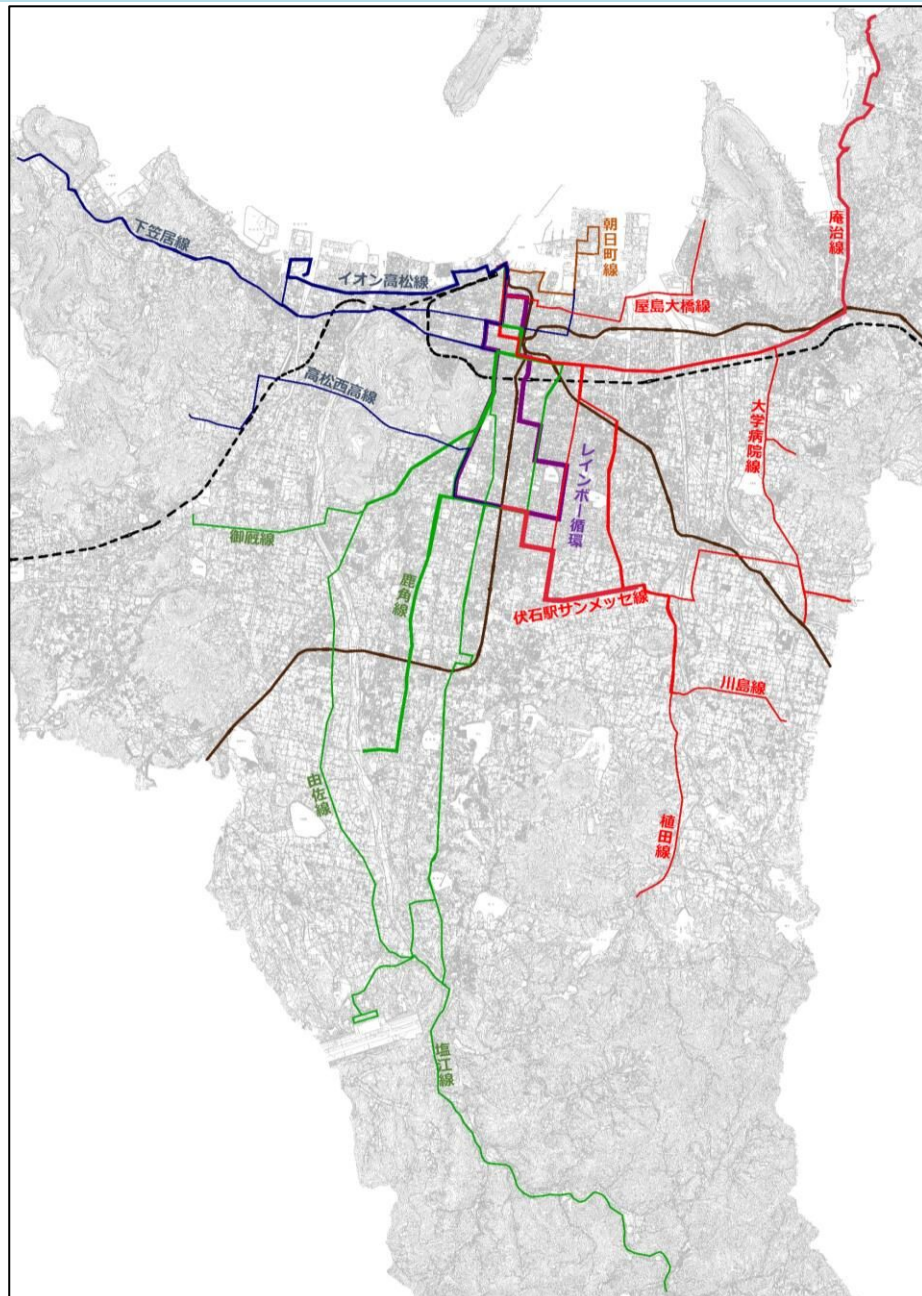 朝日町線
庵治線
下笠居線
イオン高松線
屋島大橋線
高松西高線
大学病院線
レインボー循環
御厩線
鹿角線
伏石駅サンメッセ線
川島線
由佐線
植田線
塩江線